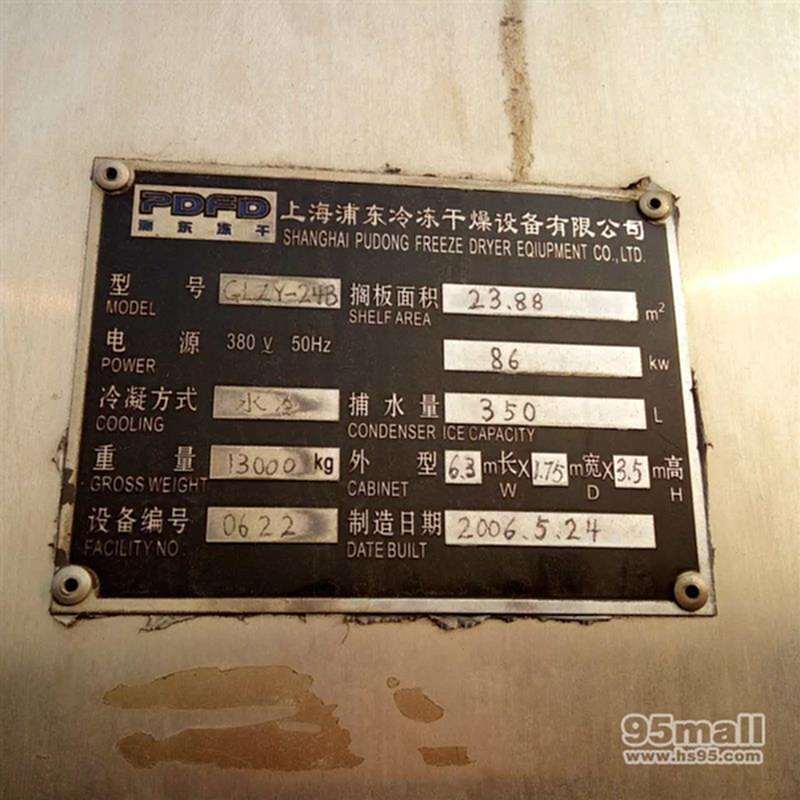 PDFD
浦东冻干
上海浦东冷冻干燥设备有限公司
SHANGHAI PUDONG FREEZE DRYER EQIUPMENT CO.,LTD.
型号 GLZY-24B 搁板面积 23.88 m²
MODEL SHELF AREA
电源 380 V 50Hz 86 kw
POWER
冷凝方式 水冷 捕水量 350 L
COOLING CONDENSER ICE CAPACITY
重量 13000 kg 外型 6.3 m长X 1.75 m宽X 3.5 m高
GROSS WEIGHT CABINET W D H
设备编号 0622 制造日期 2006.5.24
FACILITY NO: DATE BUILT
95mall
www.hs95.com